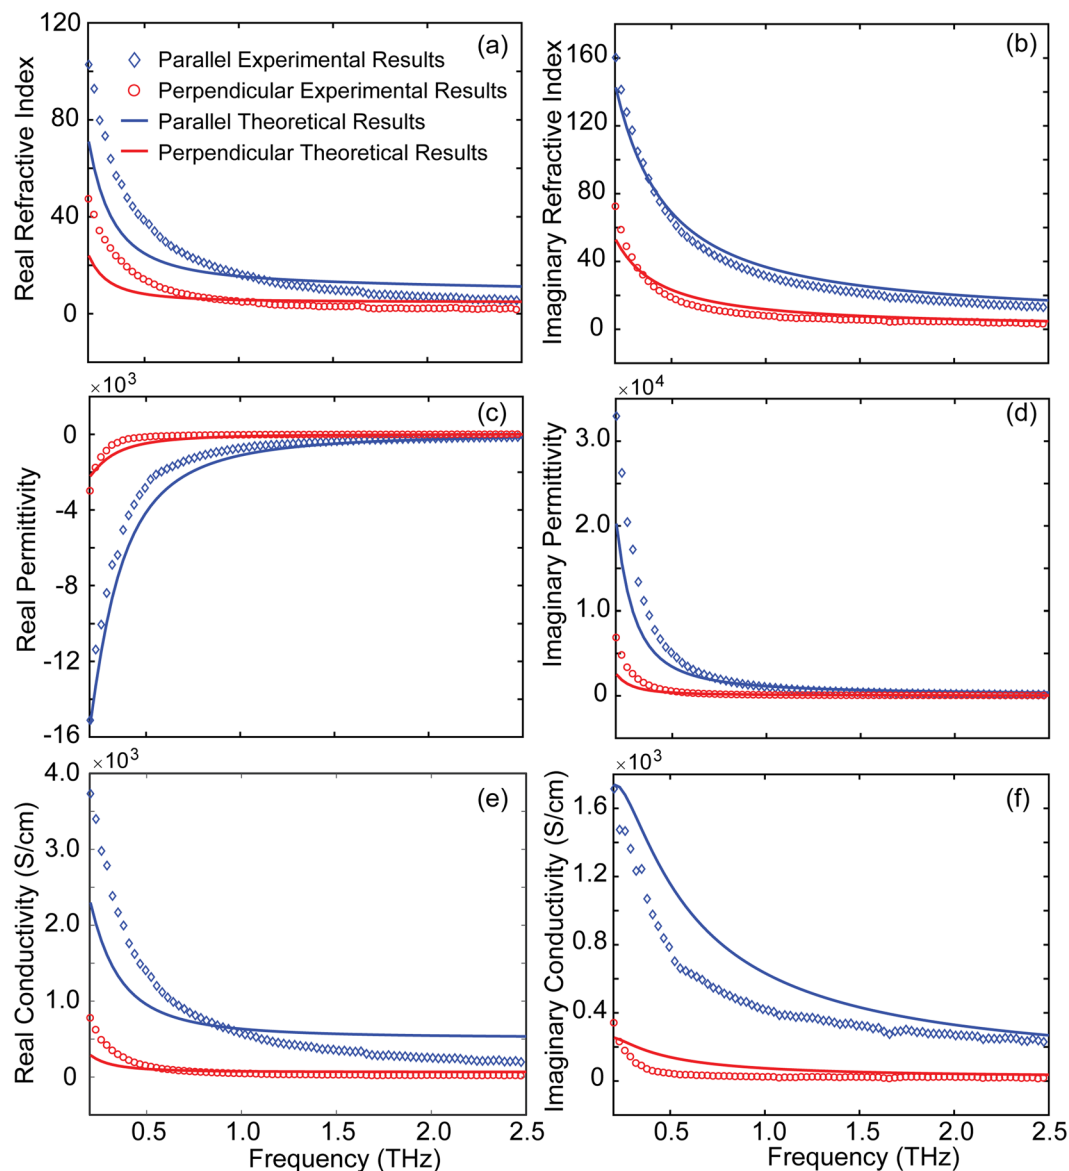 120
80
40
0
Real Refractive Index
(a)
Parallel Experimental Results
Perpendicular Experimental Results
Parallel Theoretical Results
Perpendicular Theoretical Results
160
120
80
40
0
Imaginary Refractive Index
(b)
×10³
0
-4
-8
-12
-16
Real Permittivity
(c)
×10⁴
3.0
2.0
1.0
0
Imaginary Permittivity
(d)
×10³
4.0
3.0
2.0
1.0
0
Real Conductivity (S/cm)
(e)
0.5 1.0 1.5 2.0 2.5
Frequency (THz)
×10³
1.6
1.2
0.8
0.4
0
Imaginary Conductivity (S/cm)
(f)
0.5 1.0 1.5 2.0 2.5
Frequency (THz)